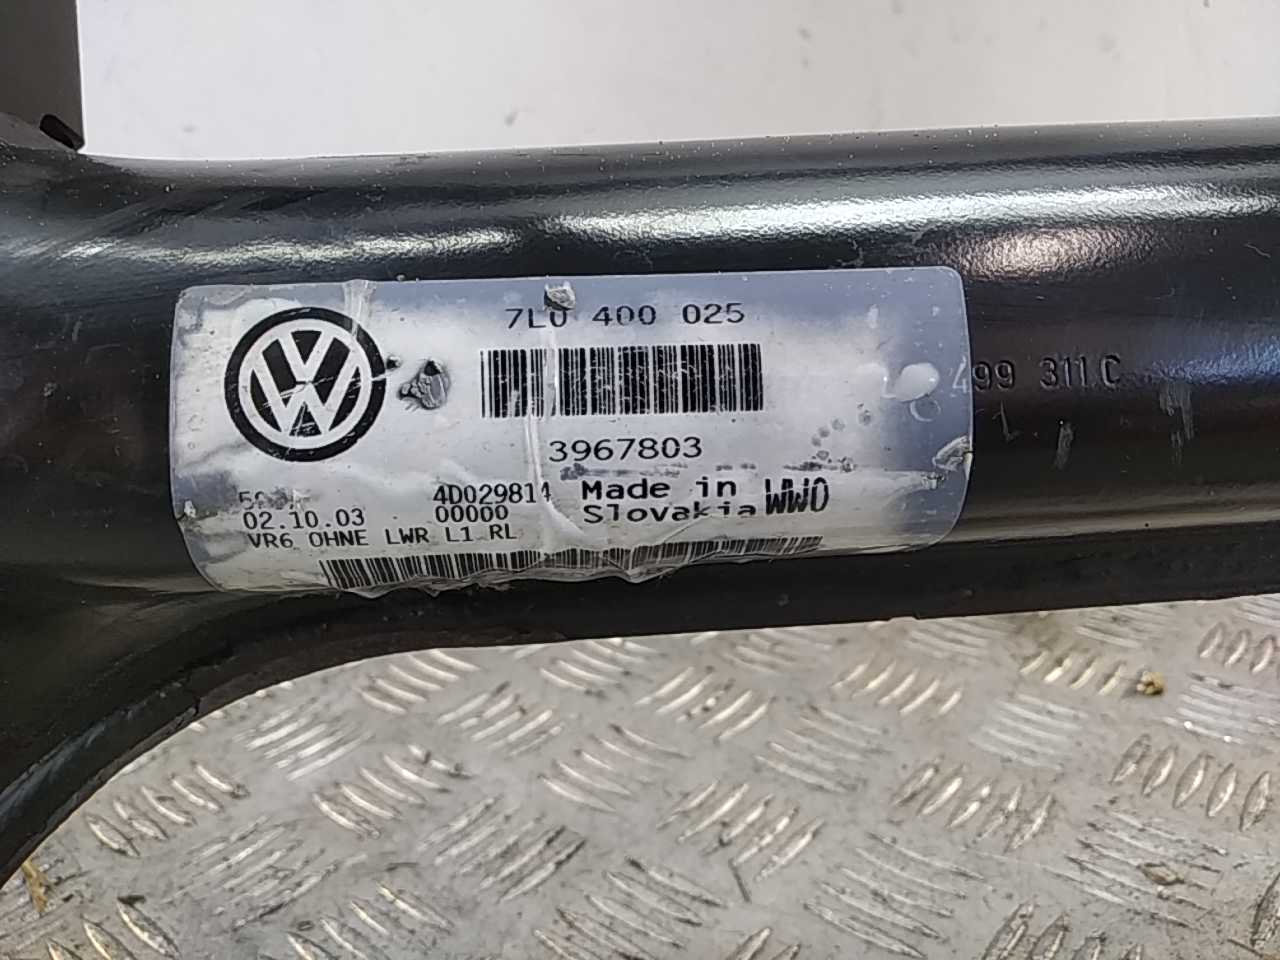 7L0 400 025
499 311 C
3967803
4D029814 Made in WWO
02.10.03 00000 Slovakia
VR6 OHNE LWR L1 RL